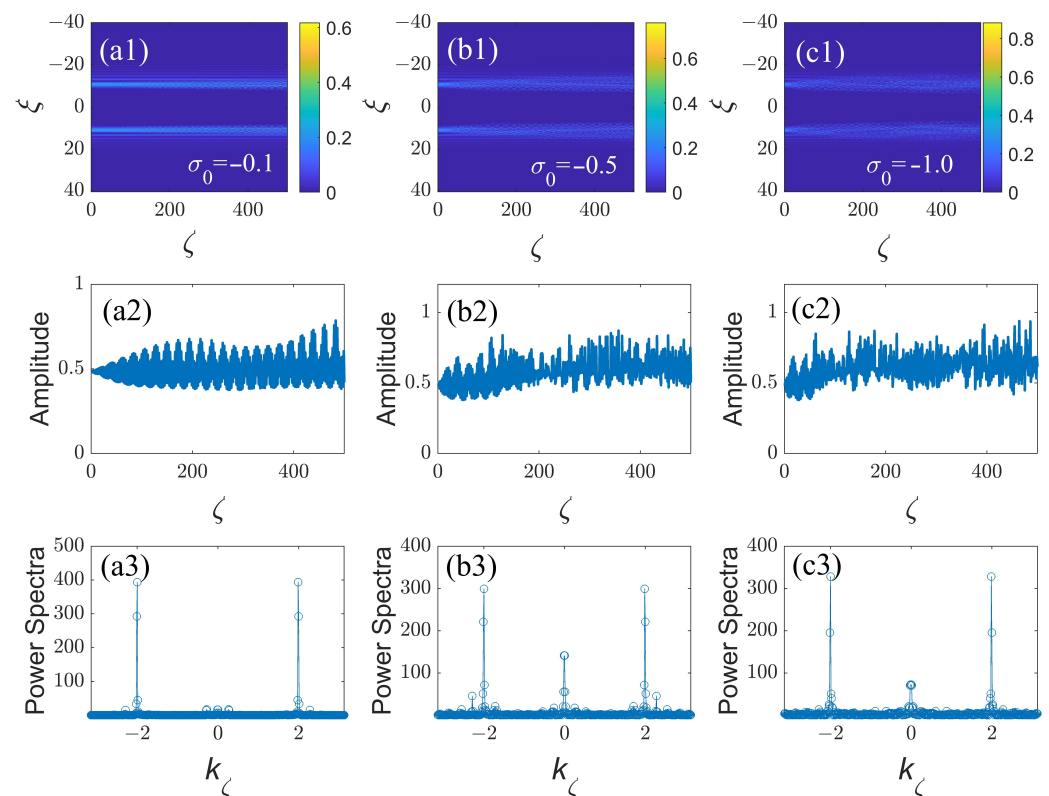 (a1)
−40
−20
0
20
40
ξ
0
200
400
ζ
σ0=−0.1
0.6
0.4
0.2
0
(b1)
−40
−20
0
20
40
ξ
0
200
400
ζ
σ0=−0.5
0.6
0.4
0.2
0
(c1)
−40
−20
0
20
40
ξ
0
200
400
ζ
σ0=−1.0
0.8
0.6
0.4
0.2
0
(a2)
1
0.5
0
Amplitude
0
200
400
ζ
(b2)
1
0.5
0
Amplitude
0
200
400
ζ
(c2)
1
0.5
0
Amplitude
0
200
400
ζ
(a3)
500
400
300
200
100
Power Spectra
−2
0
2
kζ
(b3)
400
300
200
100
Power Spectra
−2
0
2
kζ
(c3)
400
300
200
100
Power Spectra
−2
0
2
kζ